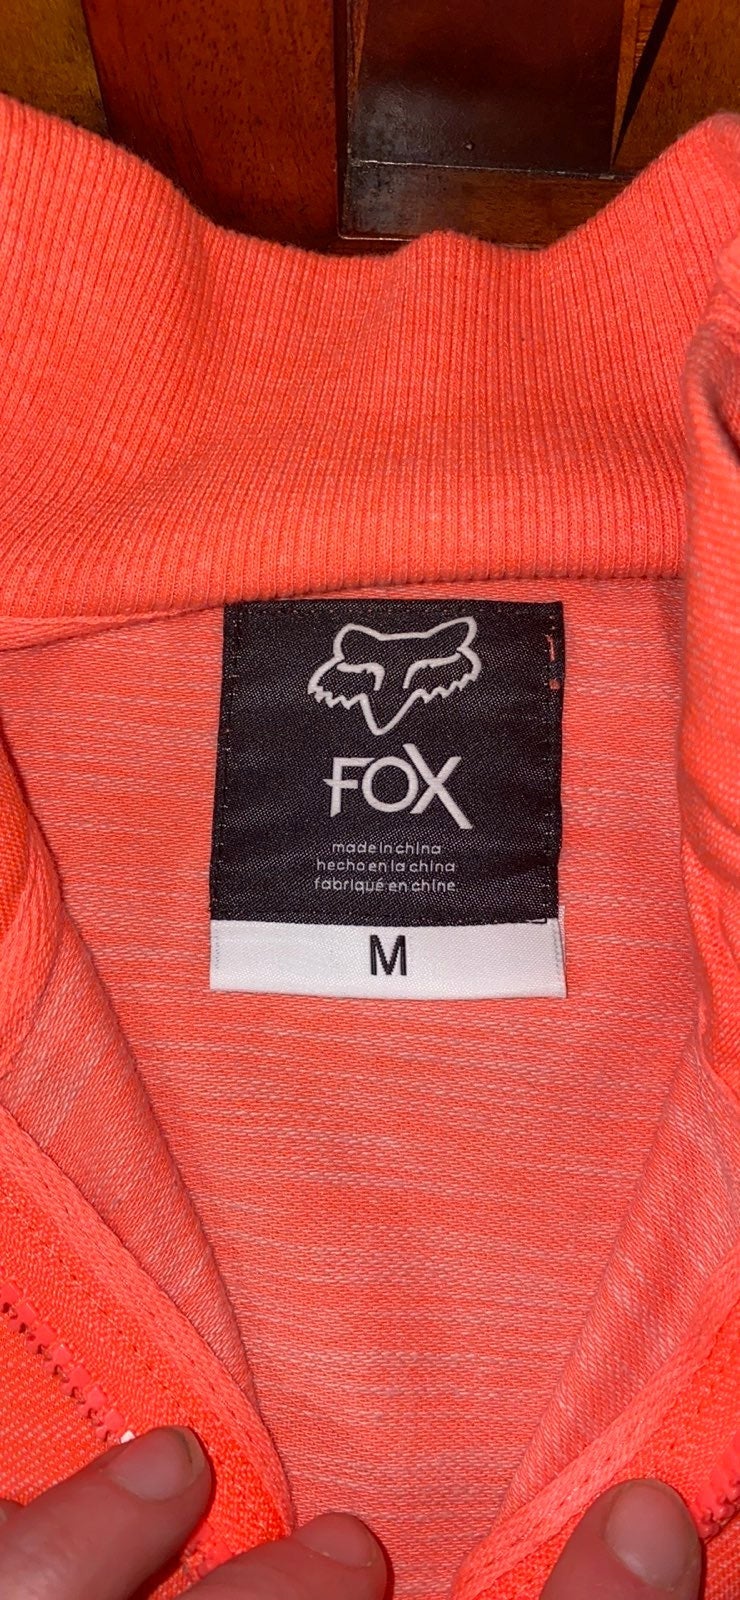 FOX
made in china
hecho en la china
fabriqué en chine
M